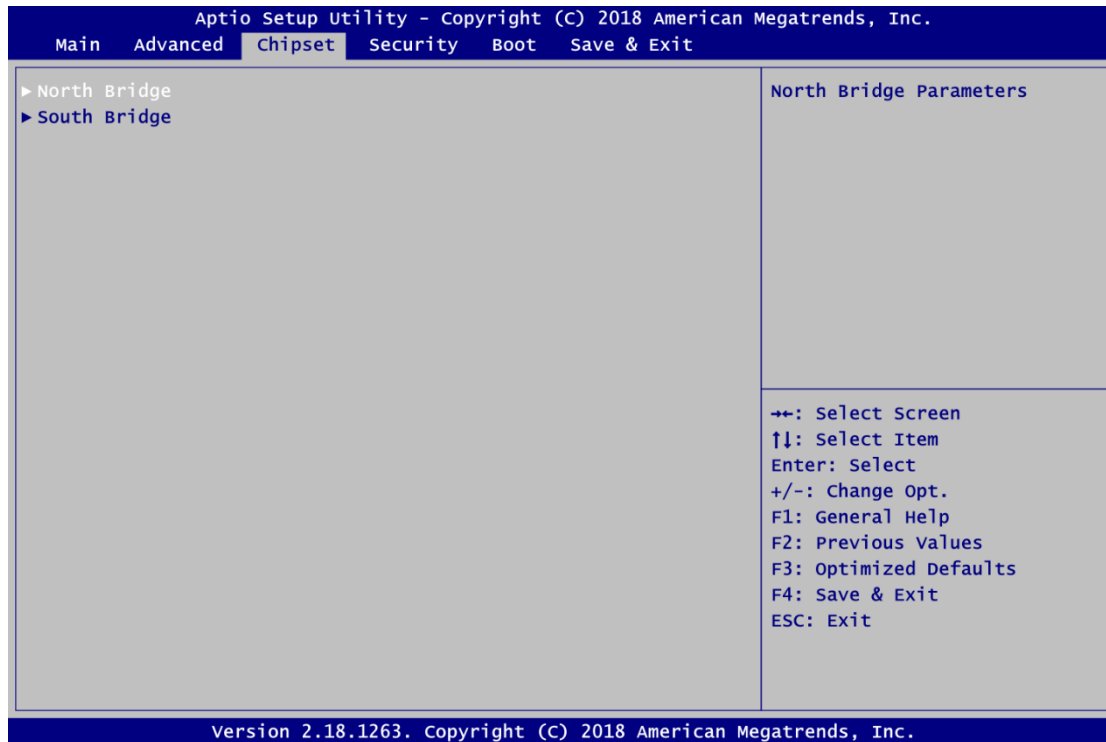 Aptio Setup Utility - Copyright (C) 2018 American Megatrends, Inc.
Main Advanced Chipset Security Boot Save & Exit
►North Bridge
►South Bridge
North Bridge Parameters
→←: Select Screen
↑↓: Select Item
Enter: Select
+/-: Change Opt.
F1: General Help
F2: Previous Values
F3: Optimized Defaults
F4: Save & Exit
ESC: Exit
Version 2.18.1263. Copyright (C) 2018 American Megatrends, Inc.